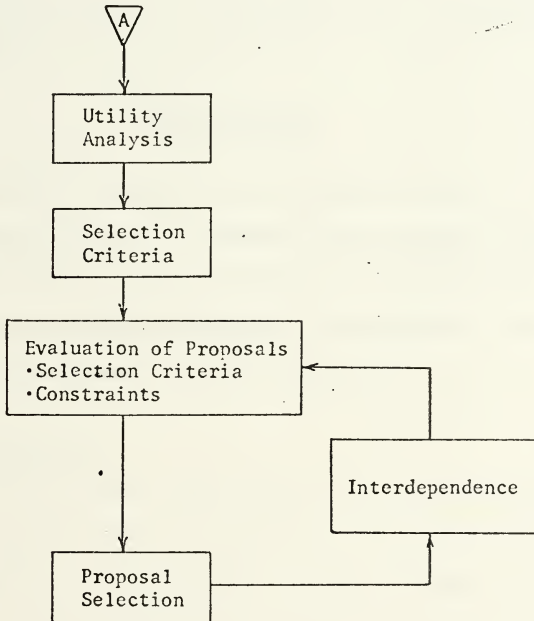 A
Utility
Analysis
Selection
Criteria
Evaluation of Proposals
•Selection Criteria
•Constraints
Interdependence
Proposal
Selection